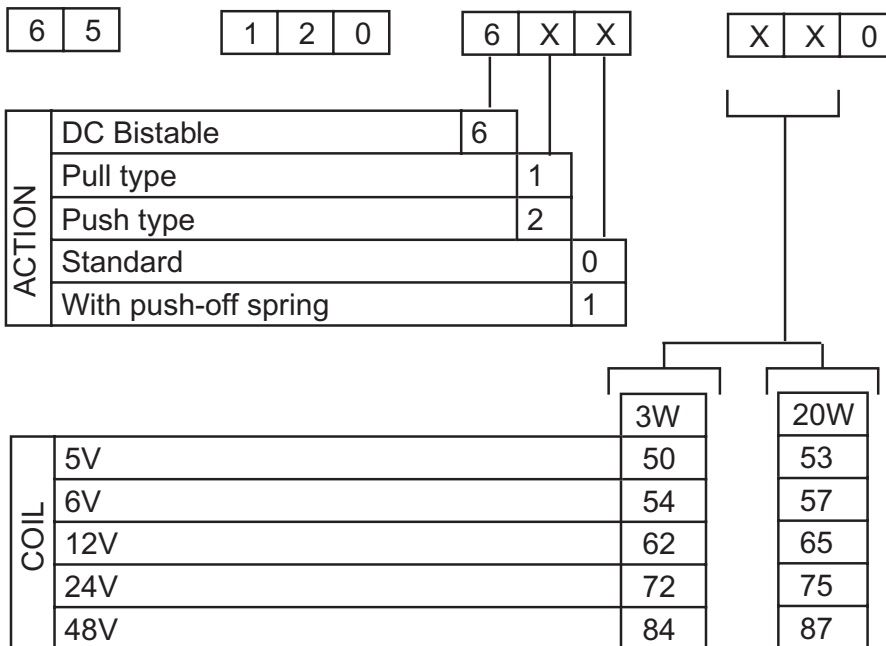 6 5 1 2 0 6 X X X X 0
ACTION
DC Bistable 6
Pull type 1
Push type 2
Standard 0
With push-off spring 1
3W 20W
COIL
5V 50 53
6V 54 57
12V 62 65
24V 72 75
48V 84 87